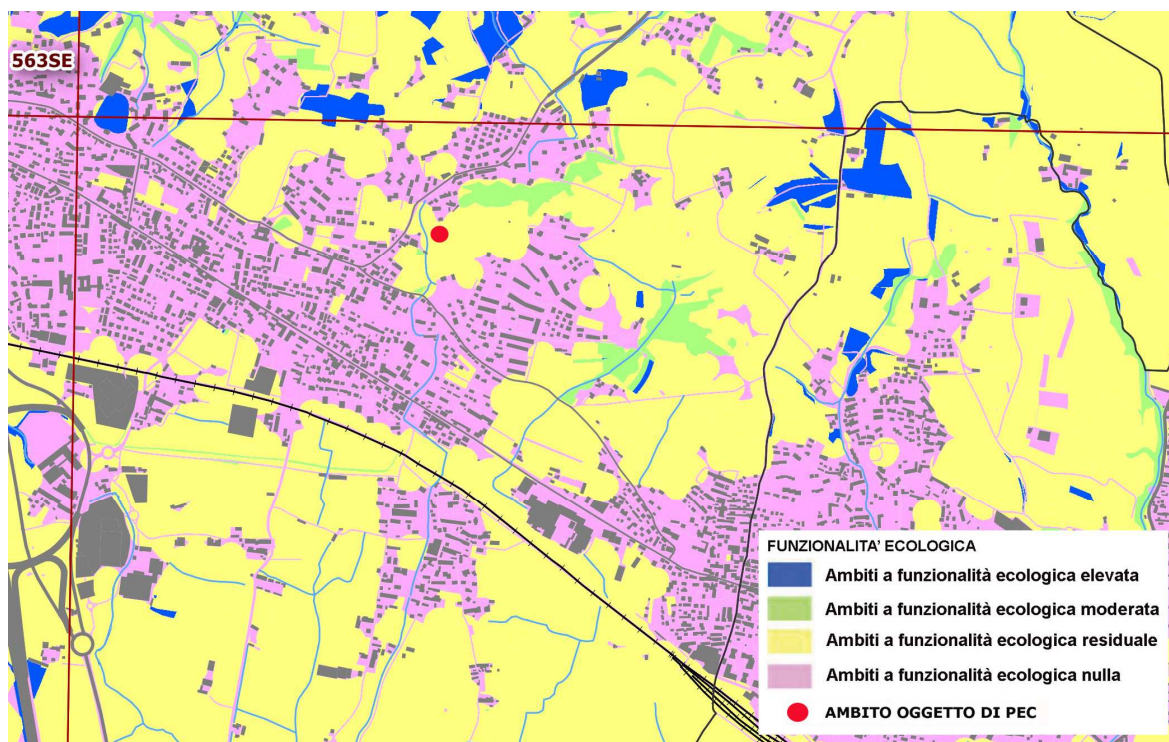 563SE
FUNZIONALITA' ECOLOGICA
Ambiti a funzionalità ecologica elevata
Ambiti a funzionalità ecologica moderata
Ambiti a funzionalità ecologica residuale
Ambiti a funzionalità ecologica nulla
AMBITO OGGETTO DI PEC